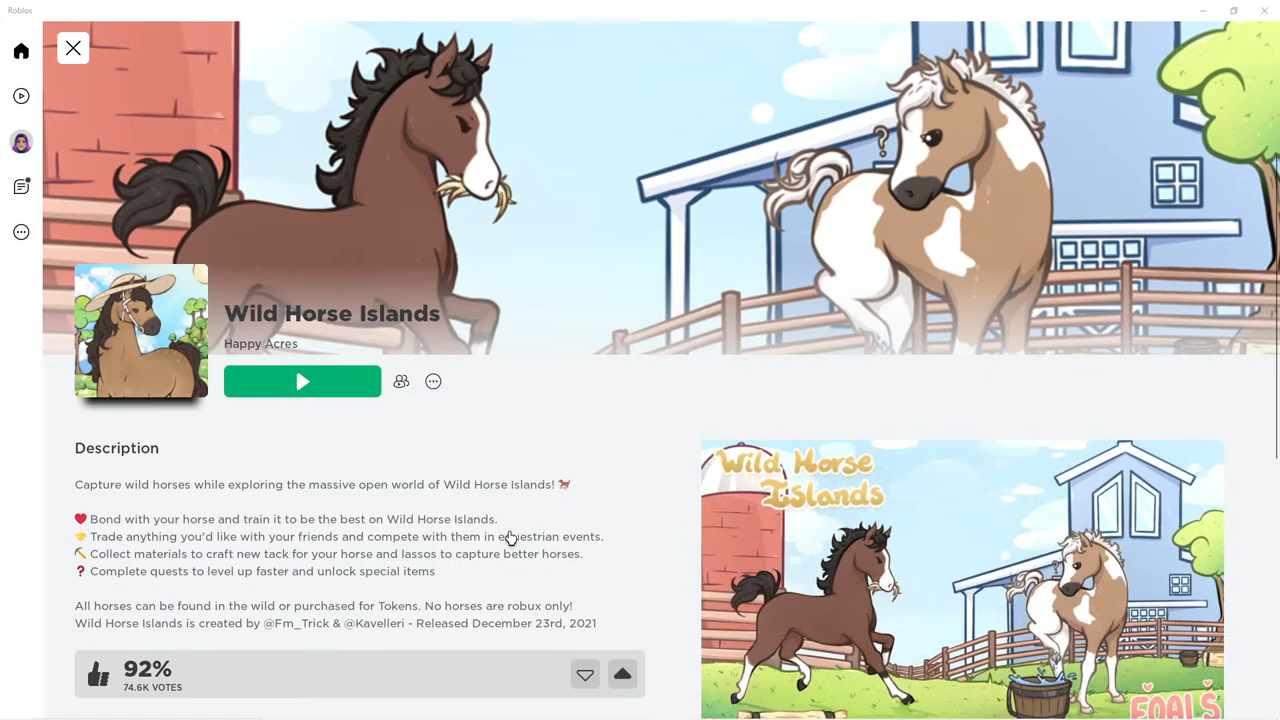 Roblox
?
Wild Horse Islands
Happy Acres
Description
Capture wild horses while exploring the massive open world of Wild Horse Islands! 🐎
❤️ Bond with your horse and train it to be the best on Wild Horse Islands.
🤝 Trade anything you'd like with your friends and compete with them in equestrian events.
⛏️ Collect materials to craft new tack for your horse and lassos to capture better horses.
❓ Complete quests to level up faster and unlock special items
All horses can be found in the wild or purchased for Tokens. No horses are robux only!
Wild Horse Islands is created by @Fm_Trick & @Kavelleri - Released December 23rd, 2021
92%
74.6K VOTES
Wild Horse
Islands
FOALS